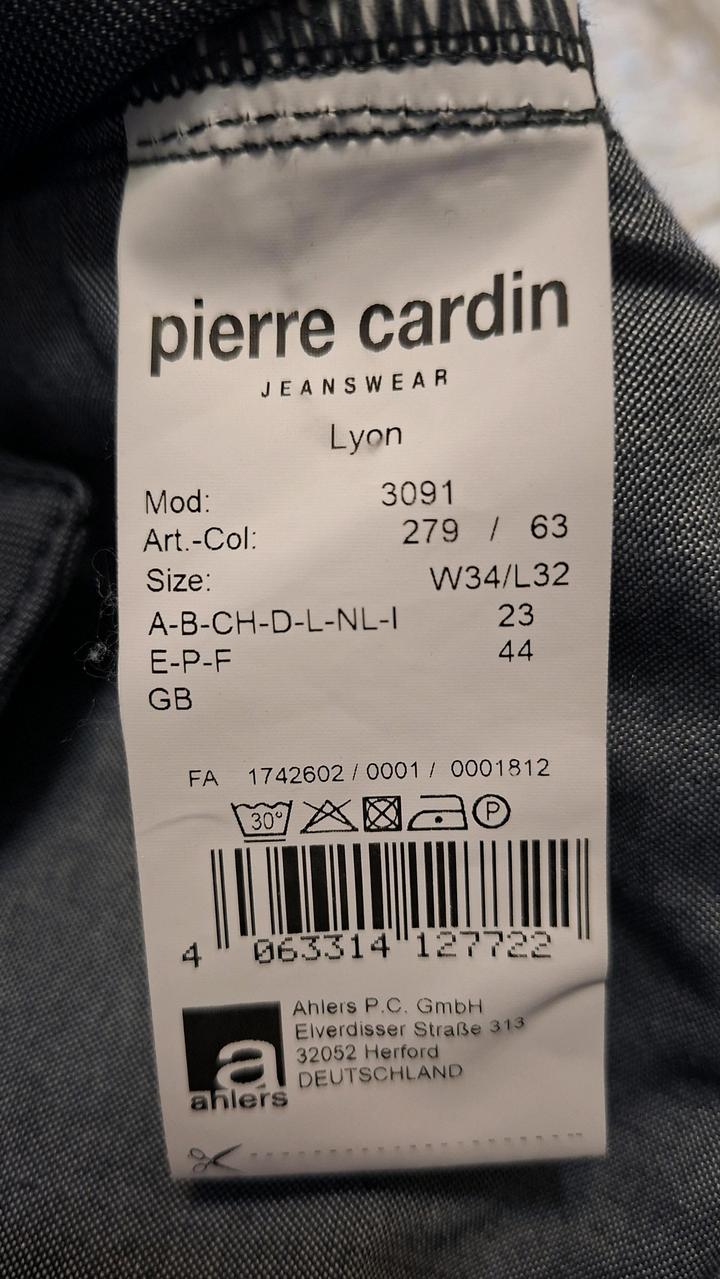 pierre cardin
JEANSWEAR
Lyon
Mod: 3091
Art.-Col: 279 / 63
Size: W34/L32
A-B-CH-D-L-NL-I 23
E-P-F 44
GB
FA 1742602 / 0001 / 0001812
30° P
4 063314 127722
a
ahlers
Ahlers P.C. GmbH
Elverdisser Straße 313
32052 Herford
DEUTSCHLAND